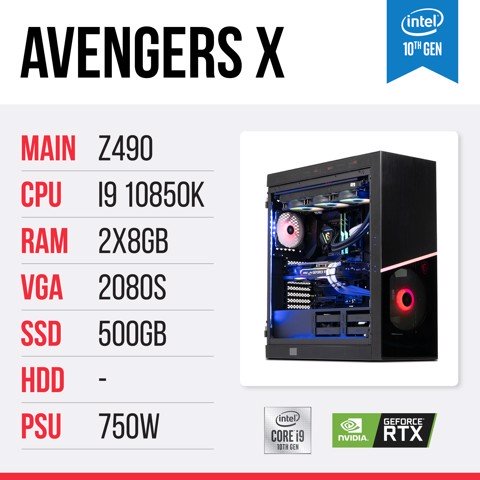 AVENGERS X
intel
10TH GEN
MAIN Z490
CPU I9 10850K
RAM 2X8GB
VGA 2080S
SSD 500GB
HDD -
PSU 750W
intel
CORE i9
10TH GEN
NVIDIA.
GEFORCE
RTX